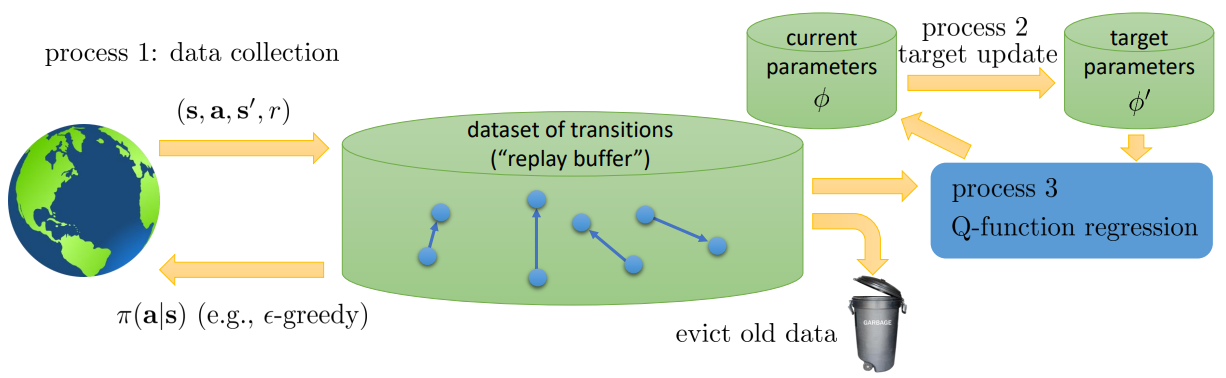 process 1: data collection
(s, a, s′, r)
π(a|s) (e.g., ϵ-greedy)
dataset of transitions
(“replay buffer”)
evict old data
GARBAGE
current
parameters
ϕ
process 2
target update
target
parameters
ϕ′
process 3
Q-function regression